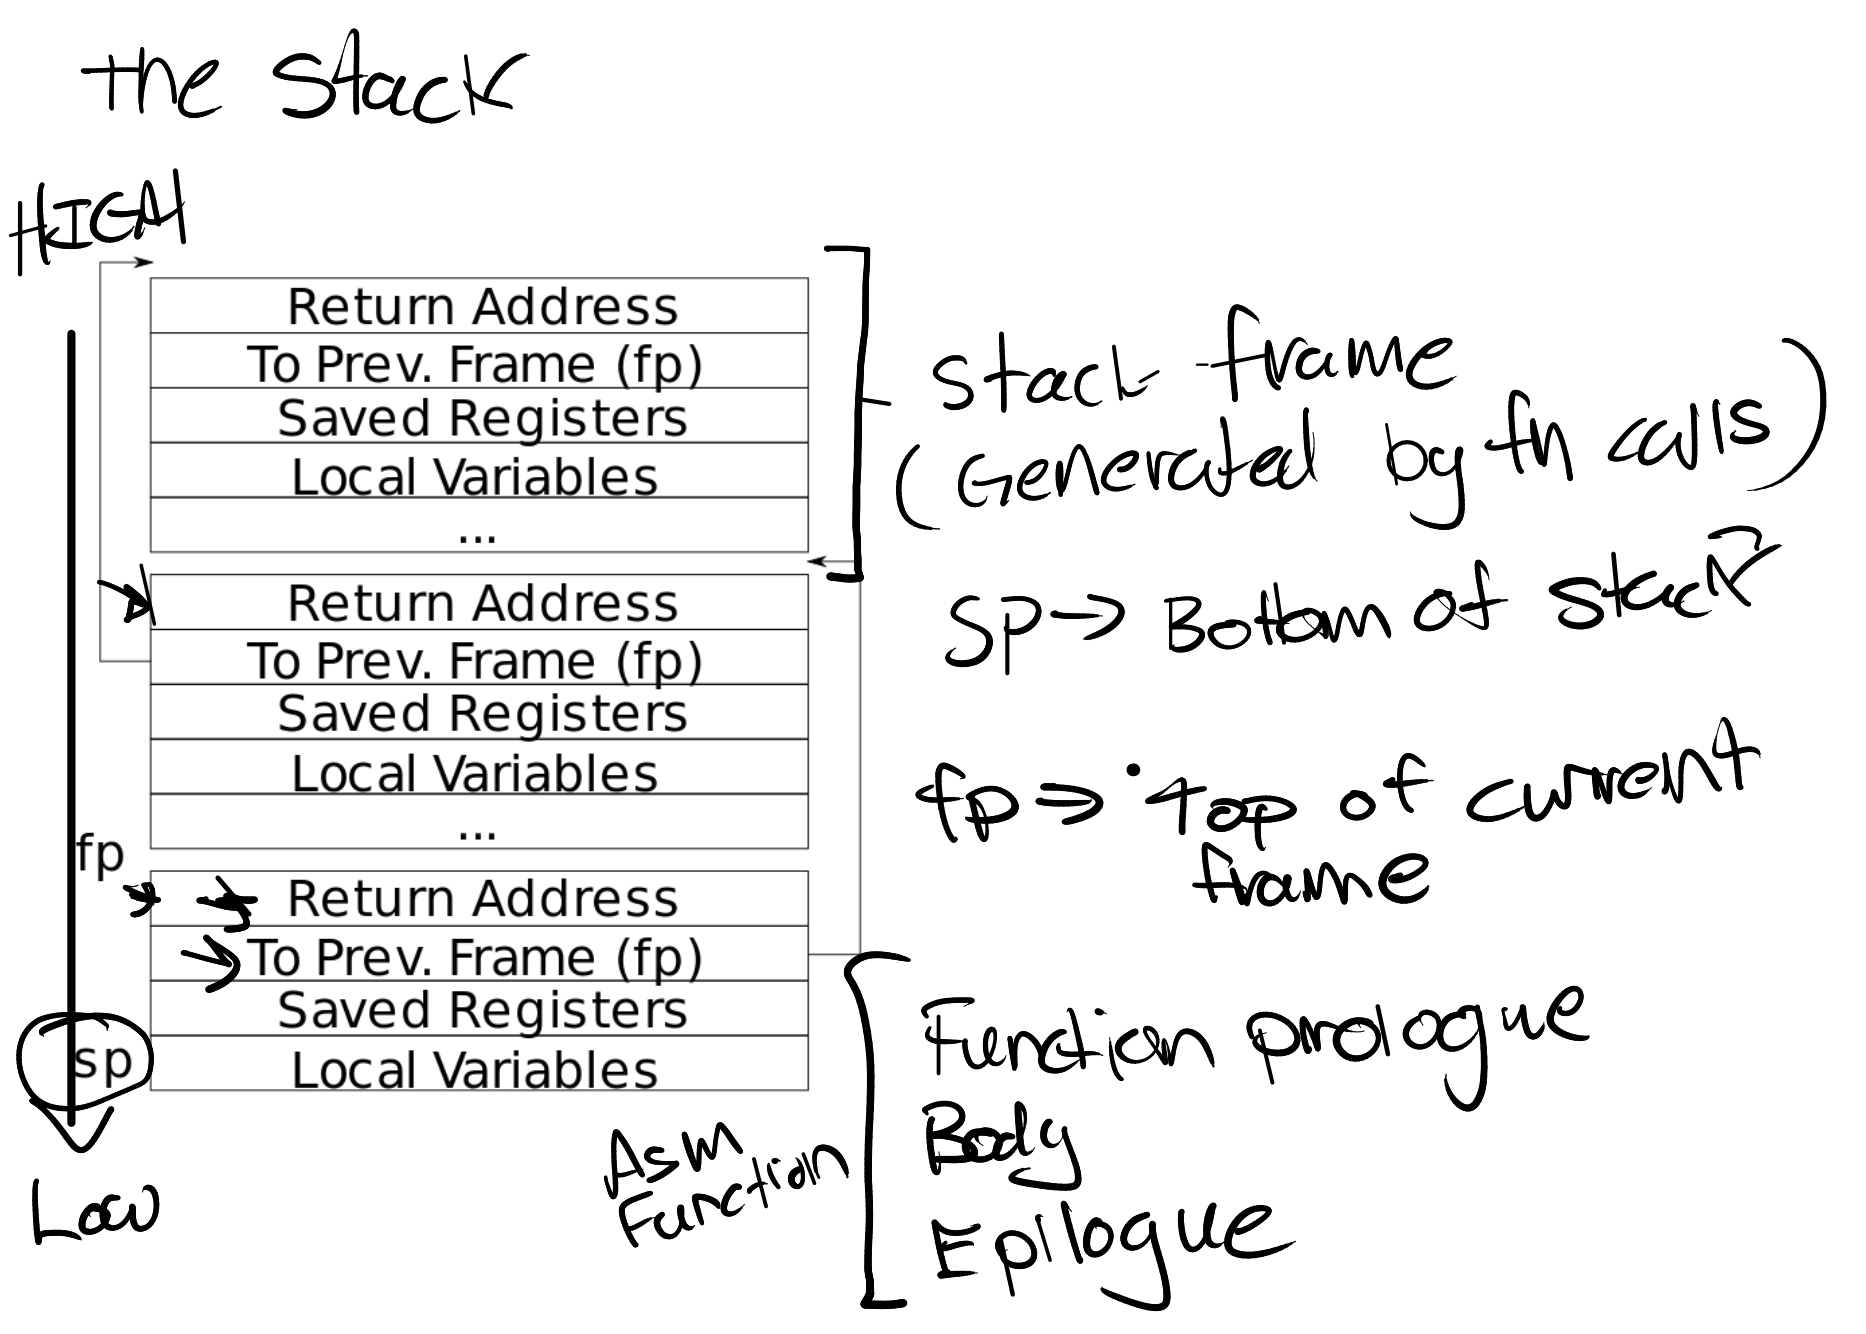 The Stack
HIGH
Return Address
To Prev. Frame (fp)
Saved Registers
Local Variables
...
Stack frame
(Generated by fn calls)
Return Address
To Prev. Frame (fp)
Saved Registers
Local Variables
...
SP → Bottom of stack
fp → Top of current
frame
fp
Return Address
To Prev. Frame (fp)
Saved Registers
sp
Local Variables
Low
Asm
Function
Function prologue
Body
Epilogue